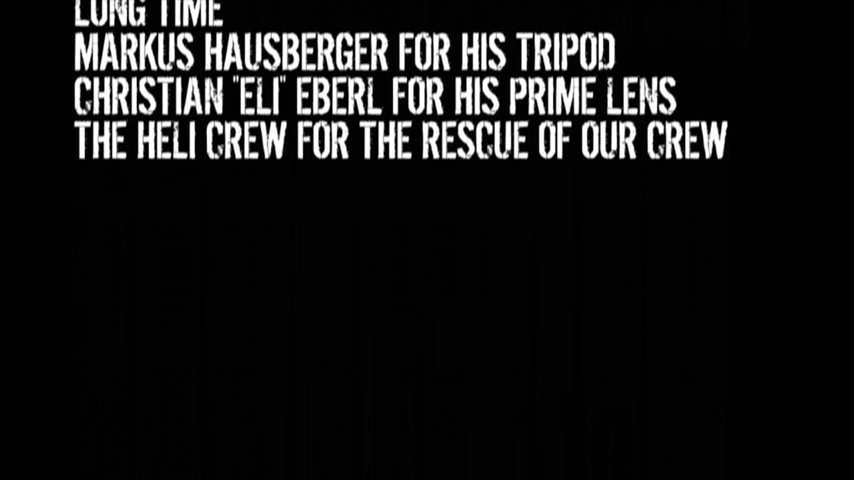 LONG TIME
MARKUS HAUSBERGER FOR HIS TRIPOD
CHRISTIAN "ELI" EBERL FOR HIS PRIME LENS
THE HELI CREW FOR THE RESCUE OF OUR CREW